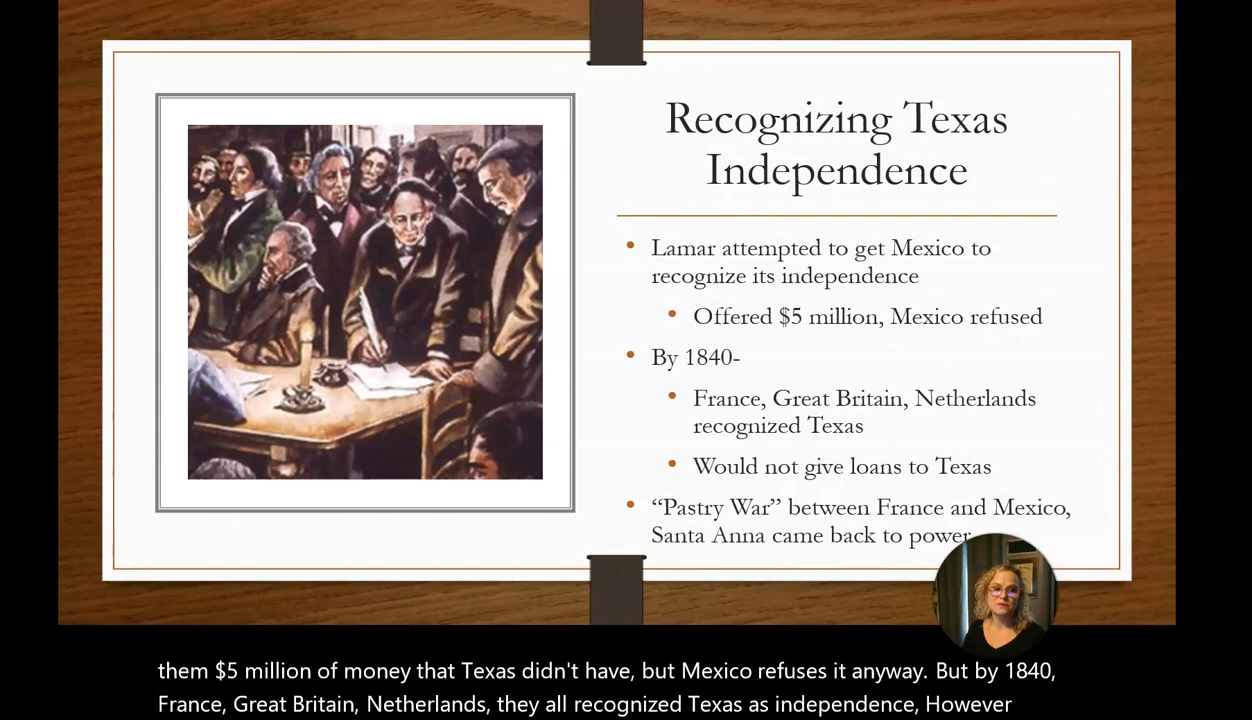 Recognizing Texas
Independence
• Lamar attempted to get Mexico to
recognize its independence
• Offered $5 million, Mexico refused
• By 1840-
• France, Great Britain, Netherlands
recognized Texas
• Would not give loans to Texas
• “Pastry War” between France and Mexico,
Santa Anna came back to power
them $5 million of money that Texas didn't have, but Mexico refuses it anyway. But by 1840,
France, Great Britain, Netherlands, they all recognized Texas as independence, However